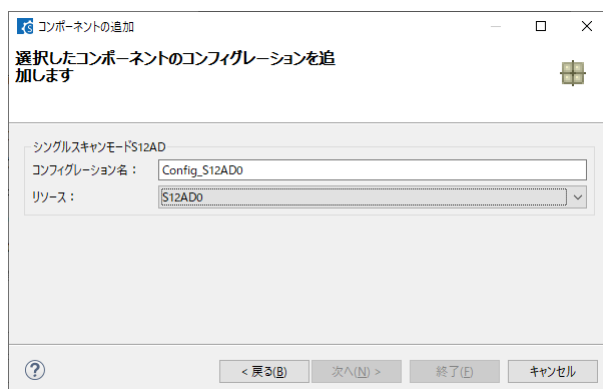 コンポーネントの追加
選択したコンポーネントのコンフィグレーションを追
加します
シングルスキャンモードS12AD
コンフィグレーション名：
Config_S12AD0
リソース：
S12AD0
< 戻る(B)
次へ(N) >
終了(F)
キャンセル